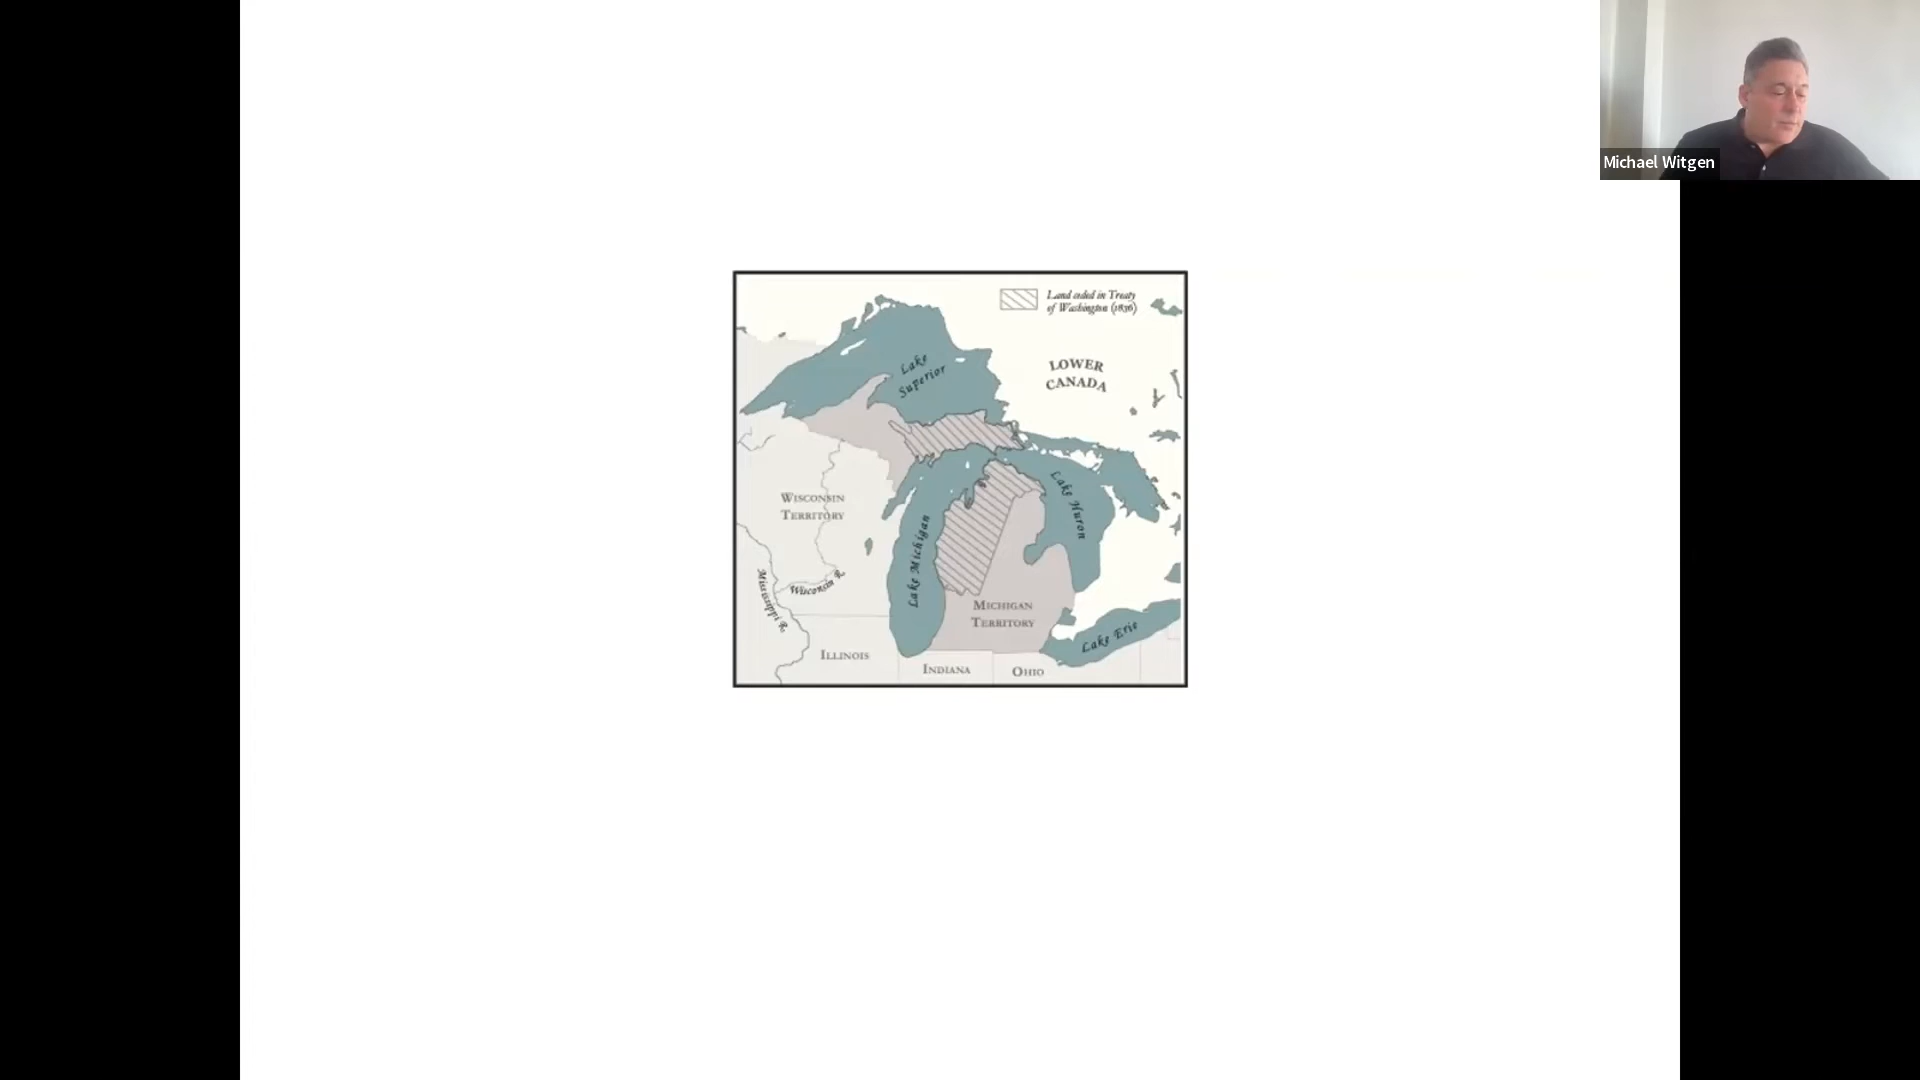 Michael Witgen
Land ceded in Treaty
of Washington (1836)
LOWER
CANADA
Lake
Superior
WISCONSIN
TERRITORY
Lake Huron
Lake Michigan
Mississippi R.
Wisconsin R.
MICHIGAN
TERRITORY
Lake Erie
ILLINOIS
INDIANA
OHIO